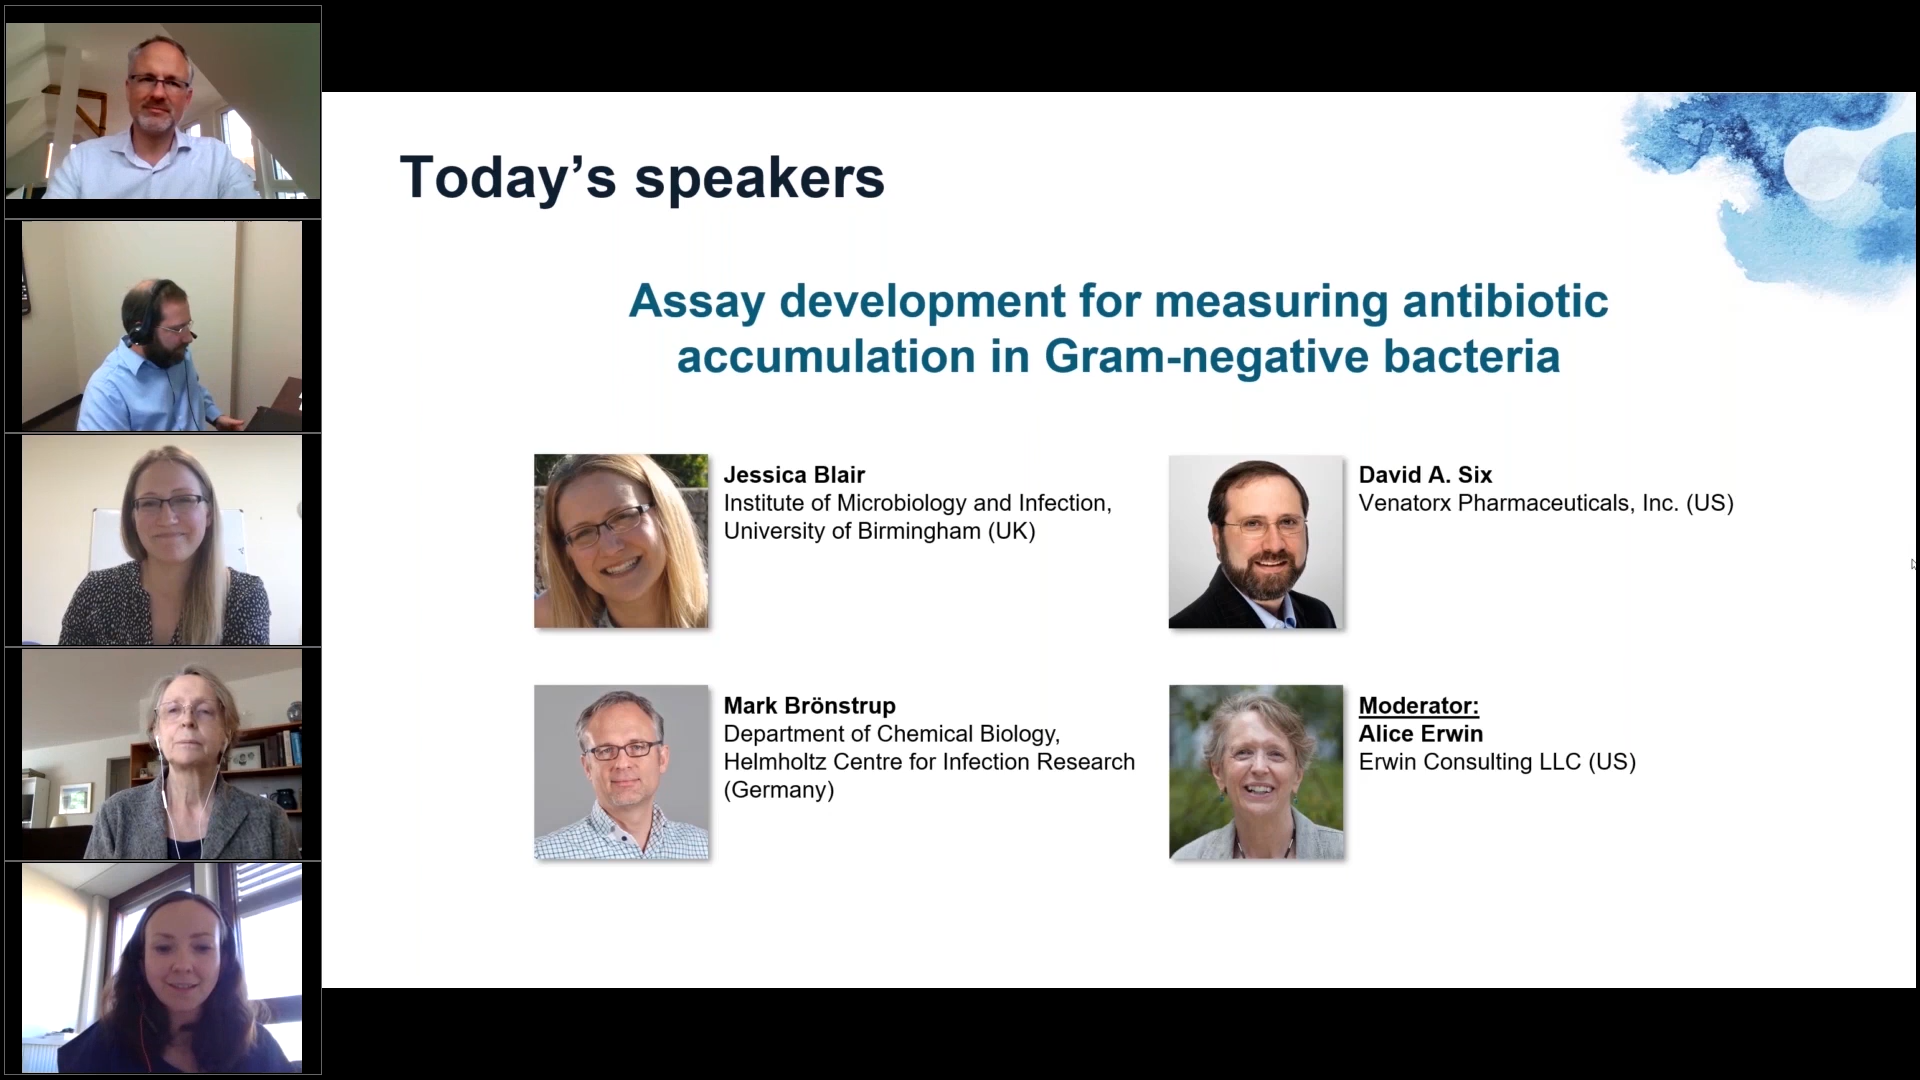 Today’s speakers
Assay development for measuring antibiotic
accumulation in Gram-negative bacteria
Jessica Blair
Institute of Microbiology and Infection,
University of Birmingham (UK)
David A. Six
Venatorx Pharmaceuticals, Inc. (US)
Mark Brönstrup
Department of Chemical Biology,
Helmholtz Centre for Infection Research
(Germany)
Moderator:
Alice Erwin
Erwin Consulting LLC (US)